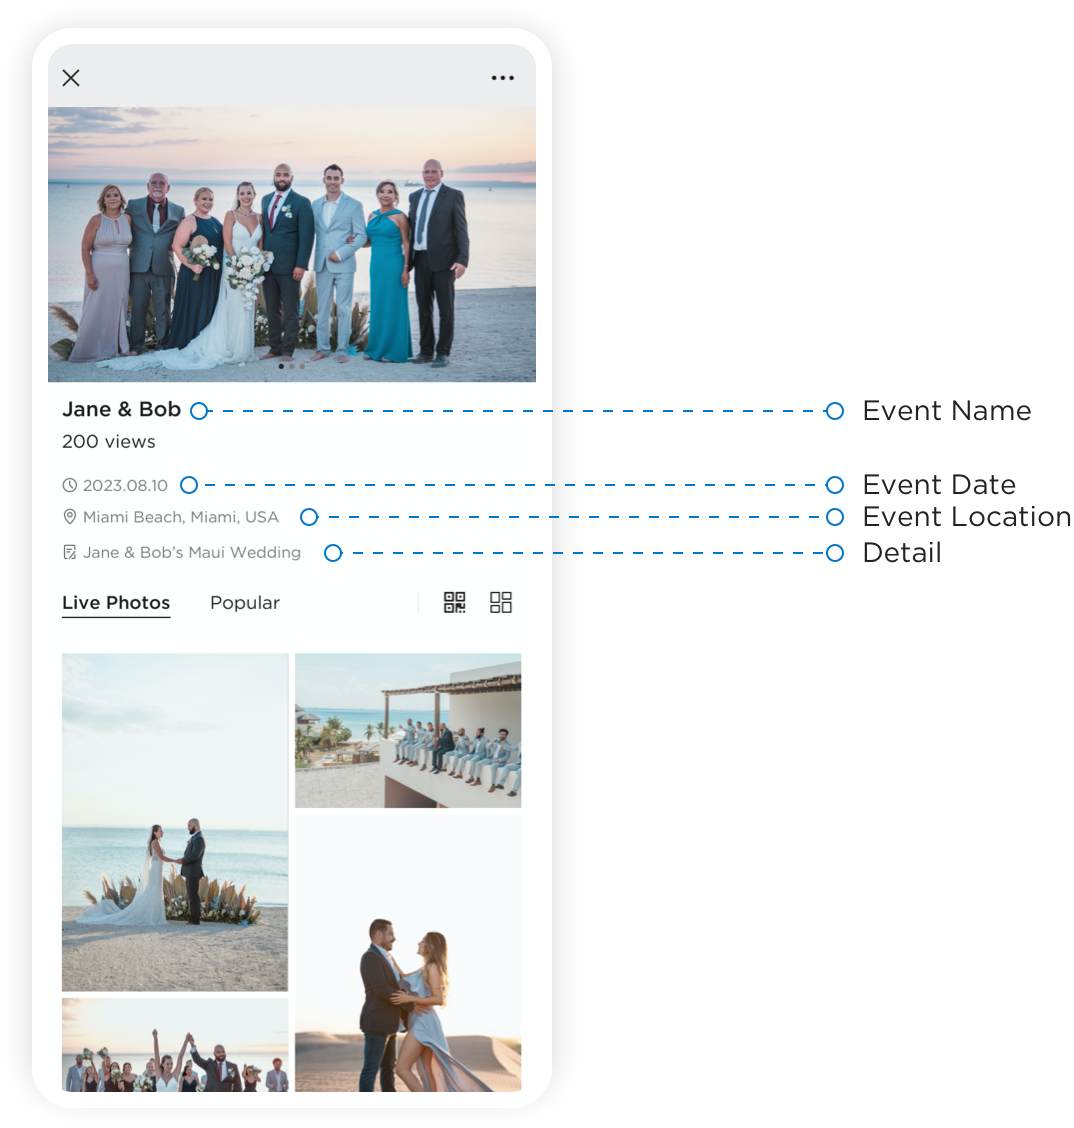 Jane & Bob
Event Name
200 views
2023.08.10
Event Date
Miami Beach, Miami, USA
Event Location
Jane & Bob's Maui Wedding
Detail
Live Photos
Popular